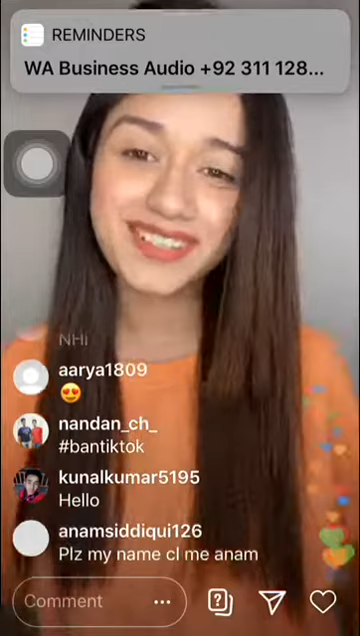 REMINDERS
WA Business Audio +92 311 128...
NHi
aarya1809
😍
nandan_ch_
#bantiktok
kunalkumar5195
Hello
anamsiddiqui126
Plz my name cl me anam
Comment